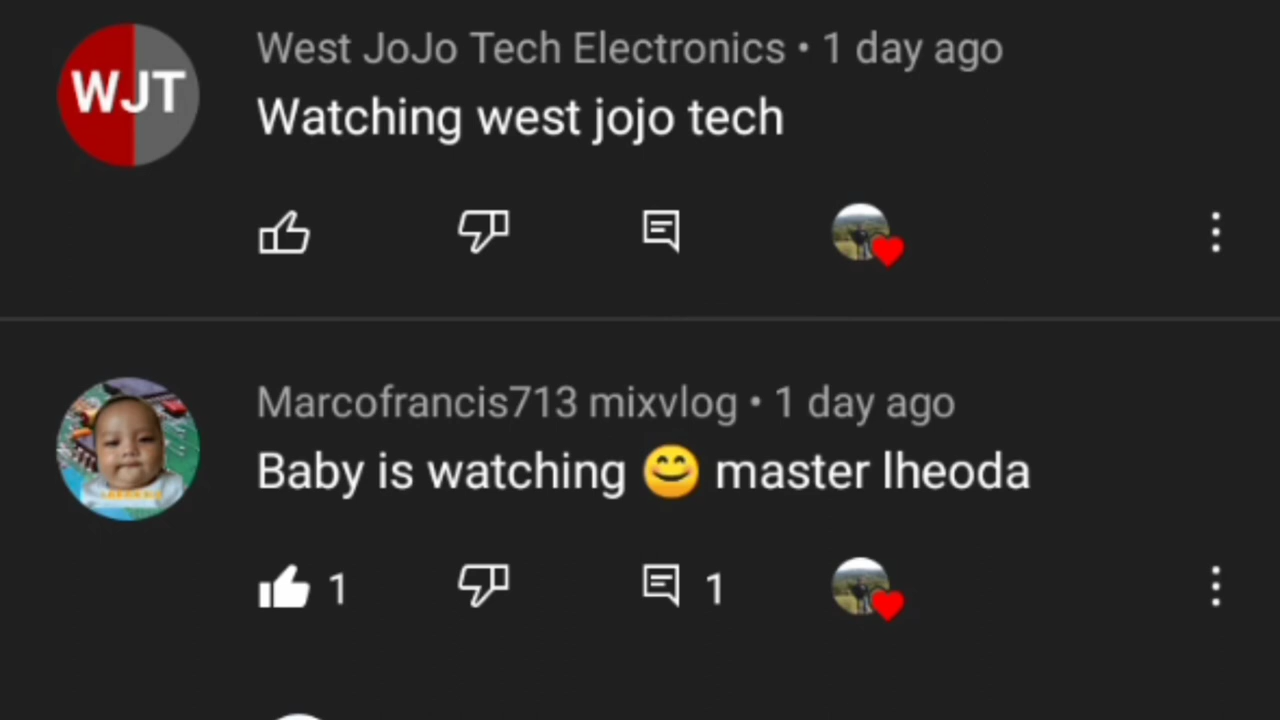 WJT
West JoJo Tech Electronics • 1 day ago
Watching west jojo tech
Marcofrancis713 mixvlog • 1 day ago
Baby is watching 😊 master lheoda
1 1